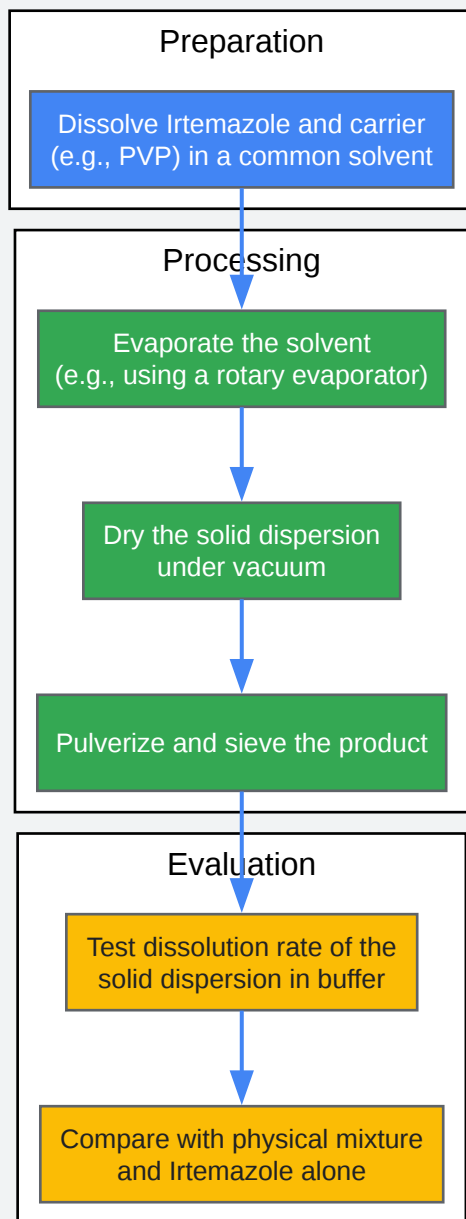 Preparation
Dissolve Irtemazole and carrier
(e.g., PVP) in a common solvent
Processing
Evaporate the solvent
(e.g., using a rotary evaporator)
Dry the solid dispersion
under vacuum
Pulverize and sieve the product
Evaluation
Test dissolution rate of the
solid dispersion in buffer
Compare with physical mixture
and Irtemazole alone